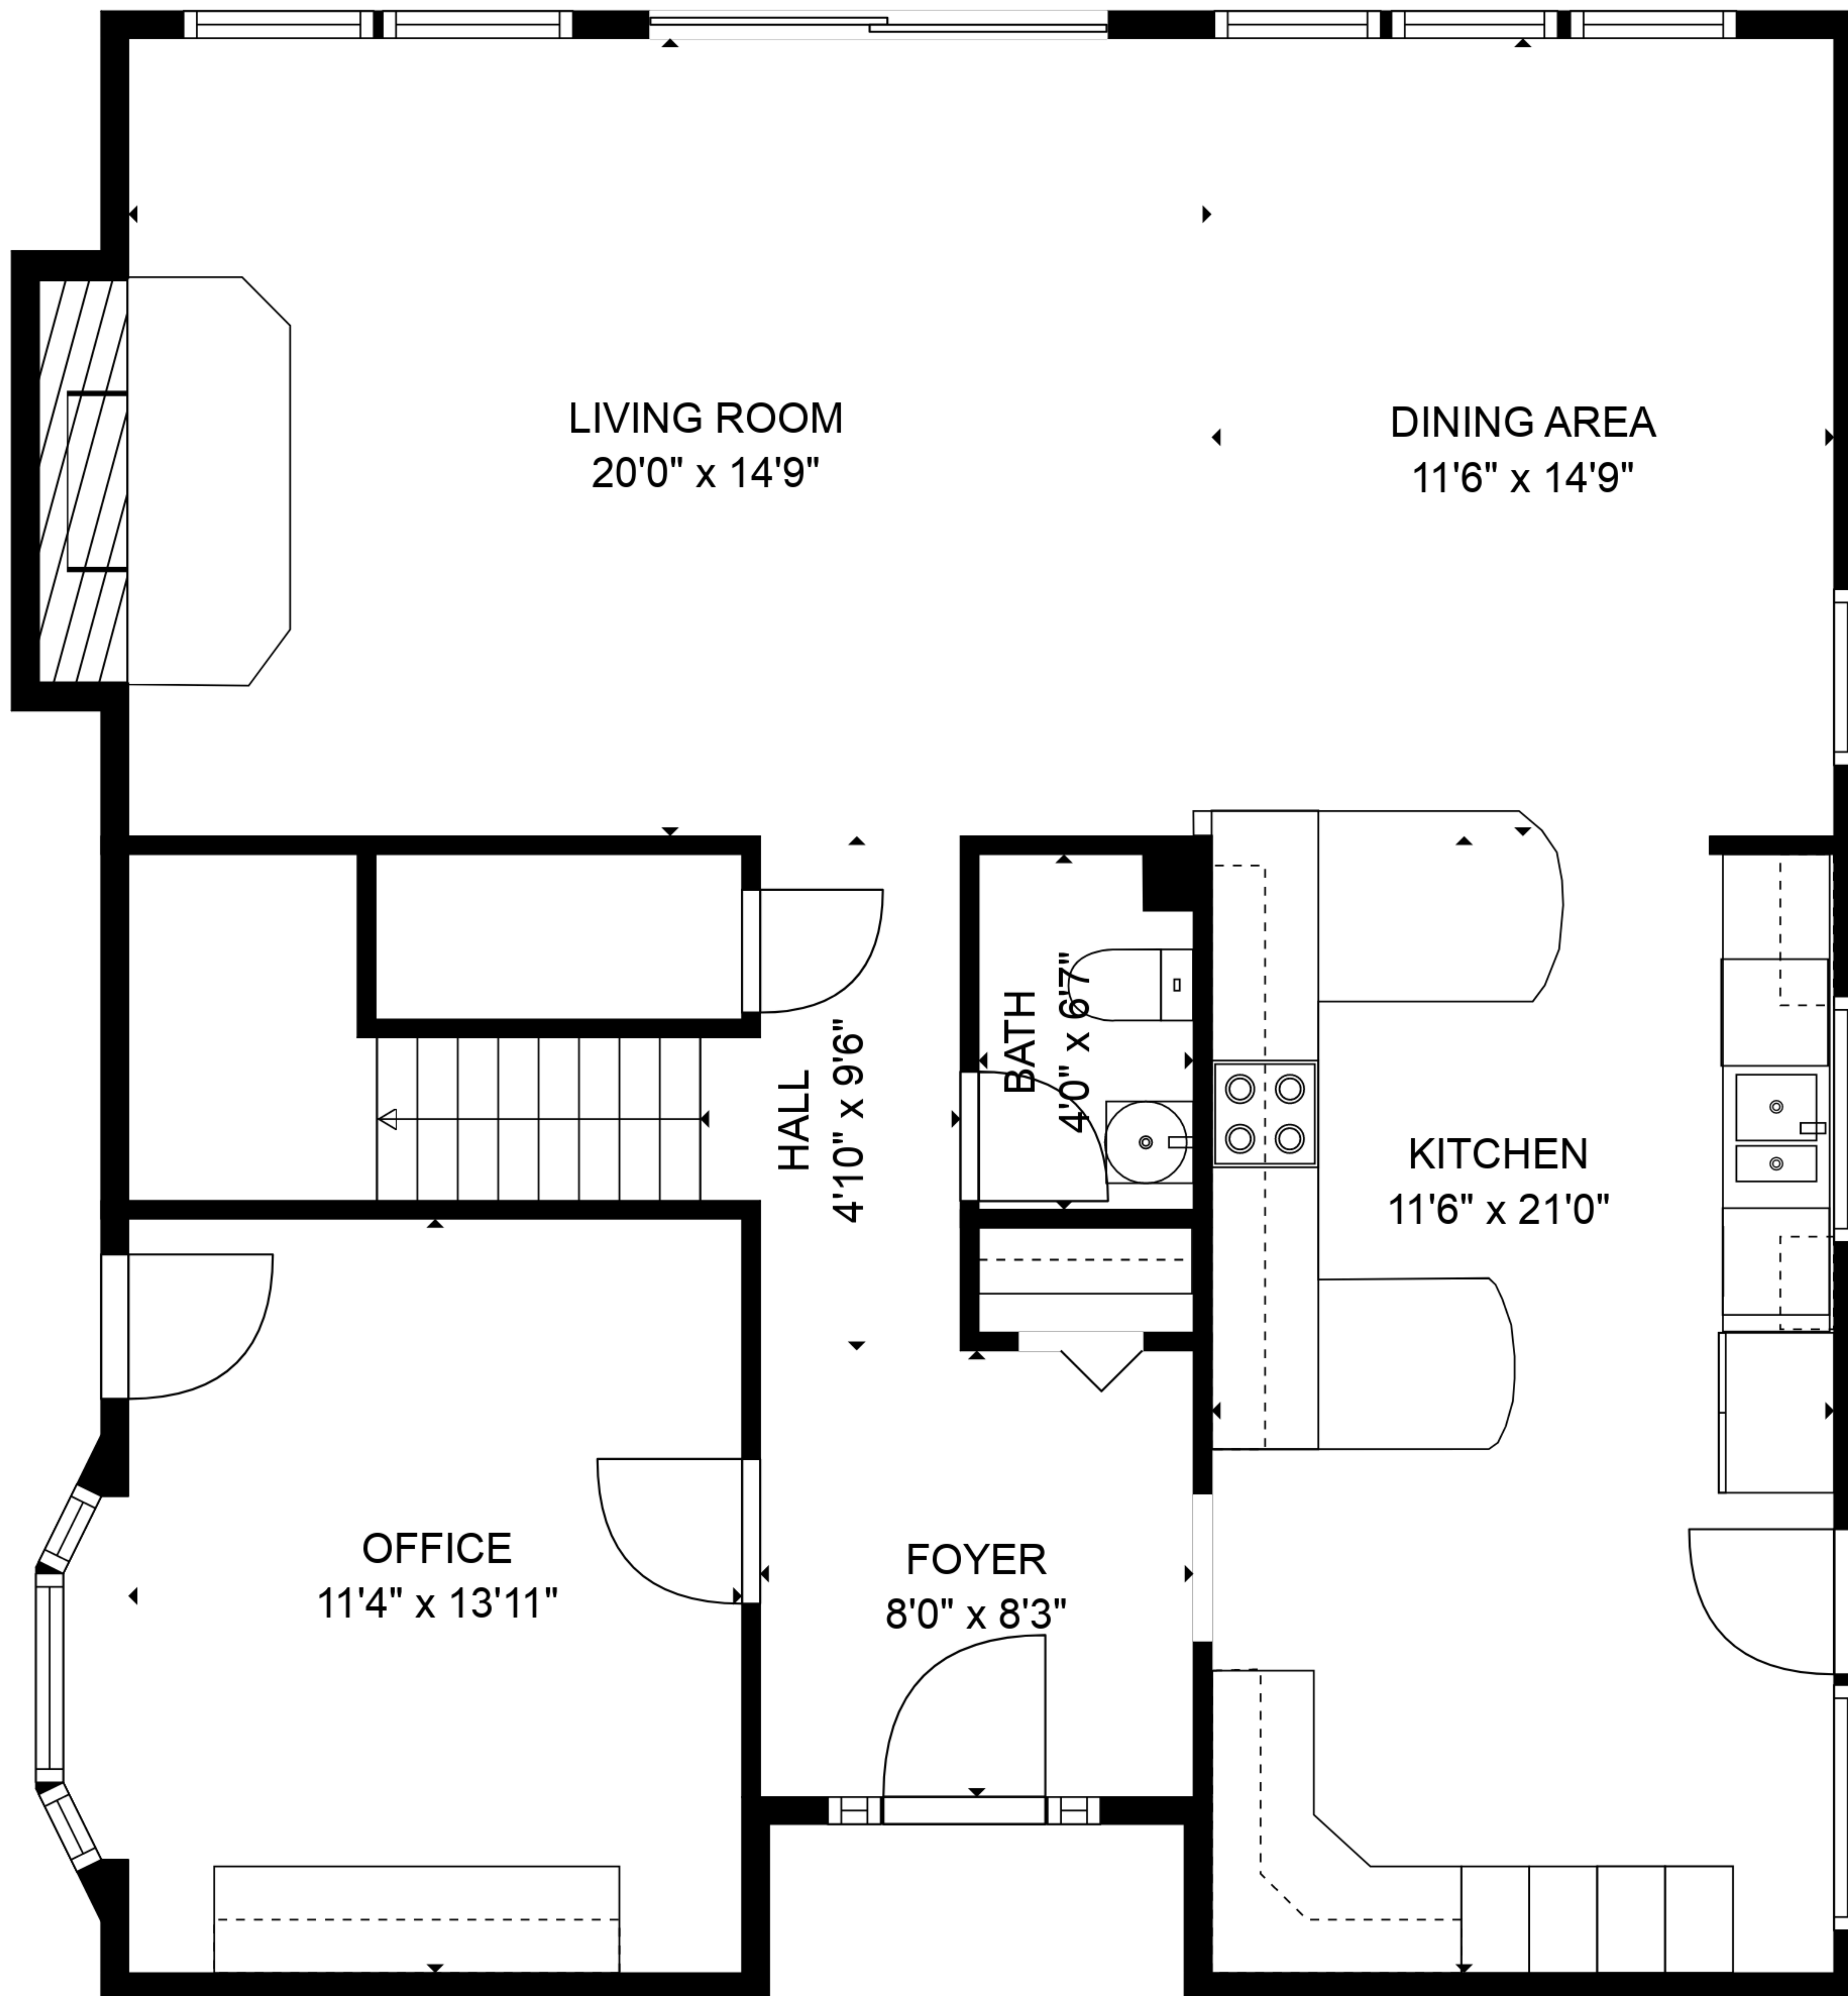 LIVING ROOM
20'0" x 14'9"
DINING AREA
11'6" x 14'9"
HALL
4'10" x 9'6"
BATH
4'0" x 6'7"
KITCHEN
11'6" x 21'0"
OFFICE
11'4" x 13'11"
FOYER
8'0" x 8'3"